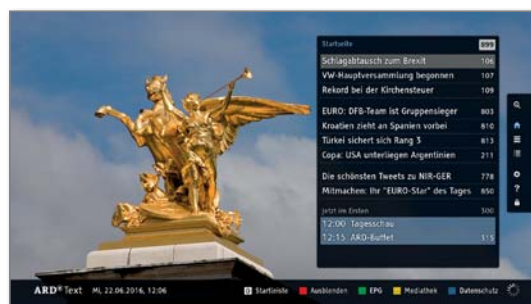 Startseite 899
Schlagabtausch zum Brexit 106
VW-Hauptversammlung begonnen 107
Rekord bei der Kirchensteuer 109
EURO: DFB-Team ist Gruppensieger 803
Kroatien zieht an Spanien vorbei 810
Türkei sichert sich Rang 3 813
Copa: USA unterliegen Argentinien 211
Die schönsten Tweets zu NIR-GER 778
Mitmachen: Ihr "EURO-Star" des Tages 850
Jetzt im Ersten 300
12:00 Tagesschau
12:15 ARD-Buffet 315
ARD Text Mi, 22.06.2016, 12:06 0 Startleiste Ausblenden EPG Mediathek Datenschutz